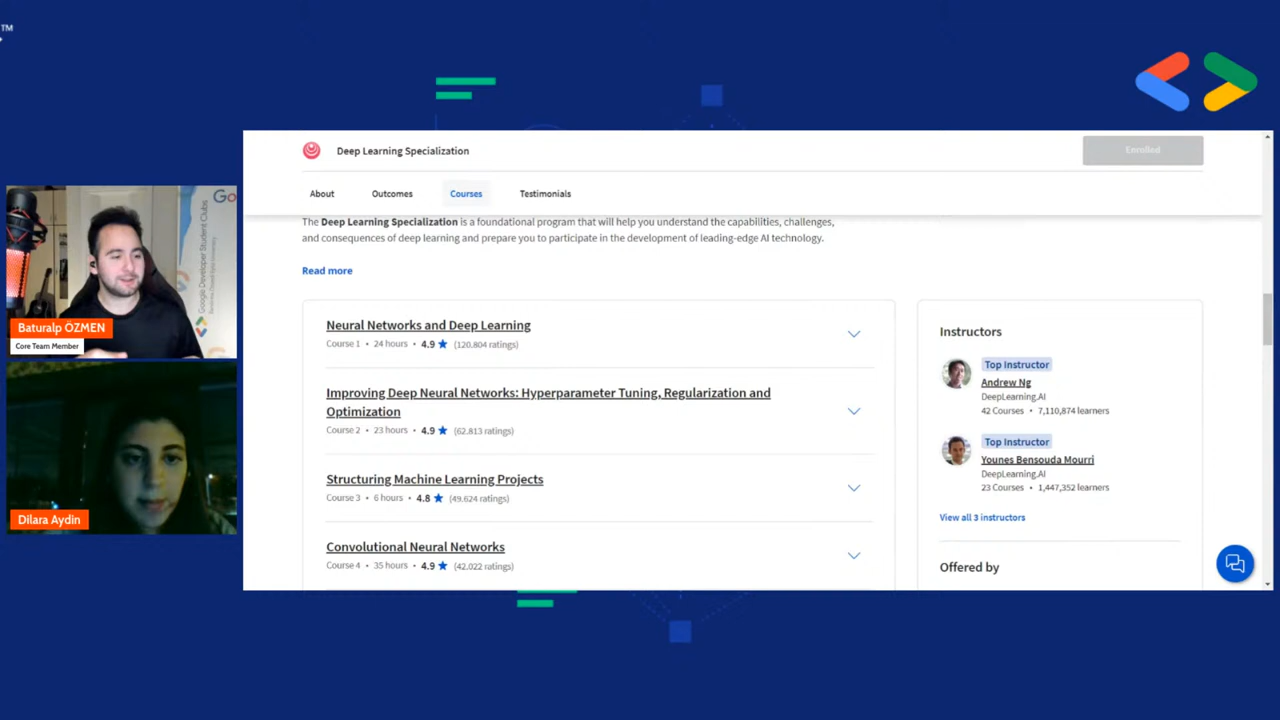 TM
Deep Learning Specialization
Enrolled
About
Outcomes
Courses
Testimonials
The Deep Learning Specialization is a foundational program that will help you understand the capabilities, challenges,
and consequences of deep learning and prepare you to participate in the development of leading-edge AI technology.
Read more
Neural Networks and Deep Learning
Course 1 • 24 hours • 4.9 ★ (120.804 ratings)
Improving Deep Neural Networks: Hyperparameter Tuning, Regularization and
Optimization
Course 2 • 23 hours • 4.9 ★ (62.813 ratings)
Structuring Machine Learning Projects
Course 3 • 6 hours • 4.8 ★ (49.624 ratings)
Convolutional Neural Networks
Course 4 • 35 hours • 4.9 ★ (42.022 ratings)
Instructors
Top Instructor
Andrew Ng
DeepLearning.AI
42 Courses • 7,110,874 learners
Top Instructor
Younes Bensouda Mourri
DeepLearning.AI
23 Courses • 1,447,352 learners
View all 3 instructors
Offered by
Go
Google Developer Student Clubs
Baturalp ÖZMEN
Core Team Member
Dilara Aydin